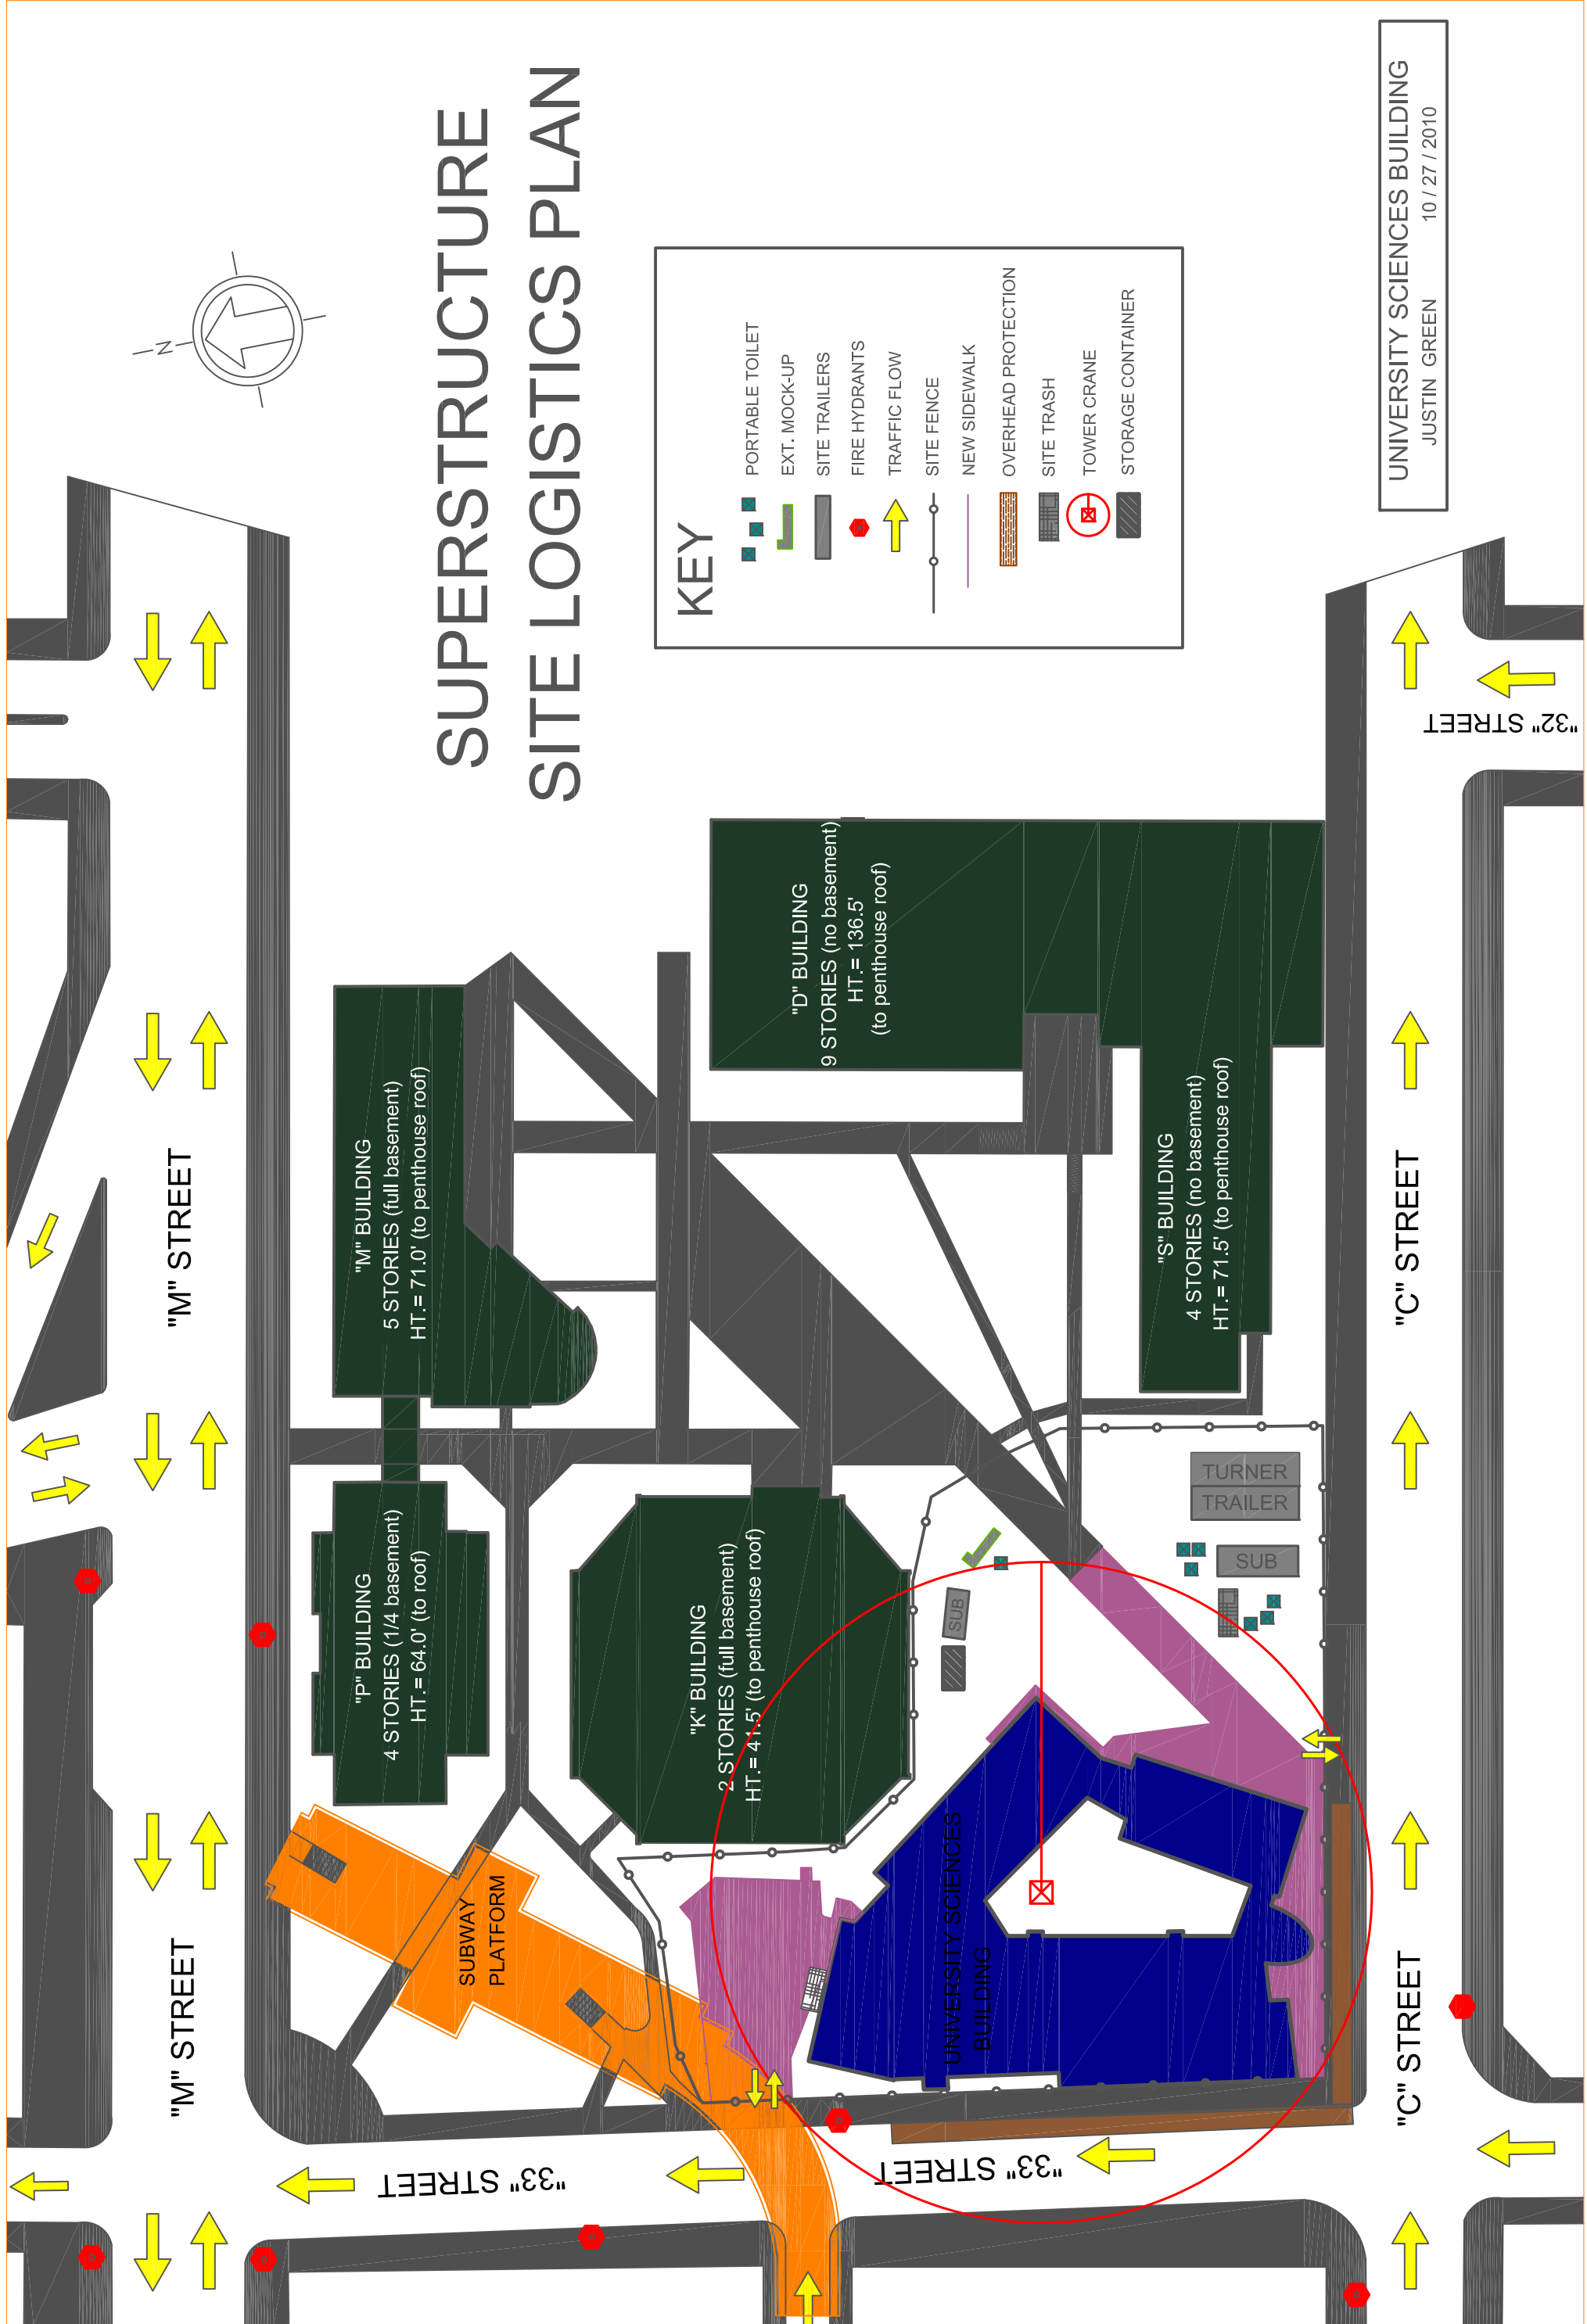 SUPERSTRUCTURE
SITE LOGISTICS PLAN
N
KEY
PORTABLE TOILET
EXT. MOCK-UP
SITE TRAILERS
FIRE HYDRANTS
TRAFFIC FLOW
SITE FENCE
NEW SIDEWALK
OVERHEAD PROTECTION
SITE TRASH
TOWER CRANE
STORAGE CONTAINER
UNIVERSITY SCIENCES BUILDING
JUSTIN GREEN 10 / 27 / 2010
"M" STREET
"M" STREET
"P" BUILDING
4 STORIES (1/4 basement)
HT.= 64.0' (to roof)
"M" BUILDING
5 STORIES (full basement)
HT.= 71.0' (to penthouse roof)
SUBWAY
PLATFORM
"K" BUILDING
2 STORIES (full basement)
HT.= 41.5' (to penthouse roof)
"D" BUILDING
9 STORIES (no basement)
HT.= 136.5'
(to penthouse roof)
"S" BUILDING
4 STORIES (no basement)
HT.= 71.5' (to penthouse roof)
UNIVERSITY SCIENCES
BUILDING
SUB
TURNER
TRAILER
SUB
"33" STREET
"33" STREET
"C" STREET
"C" STREET
"32" STREET